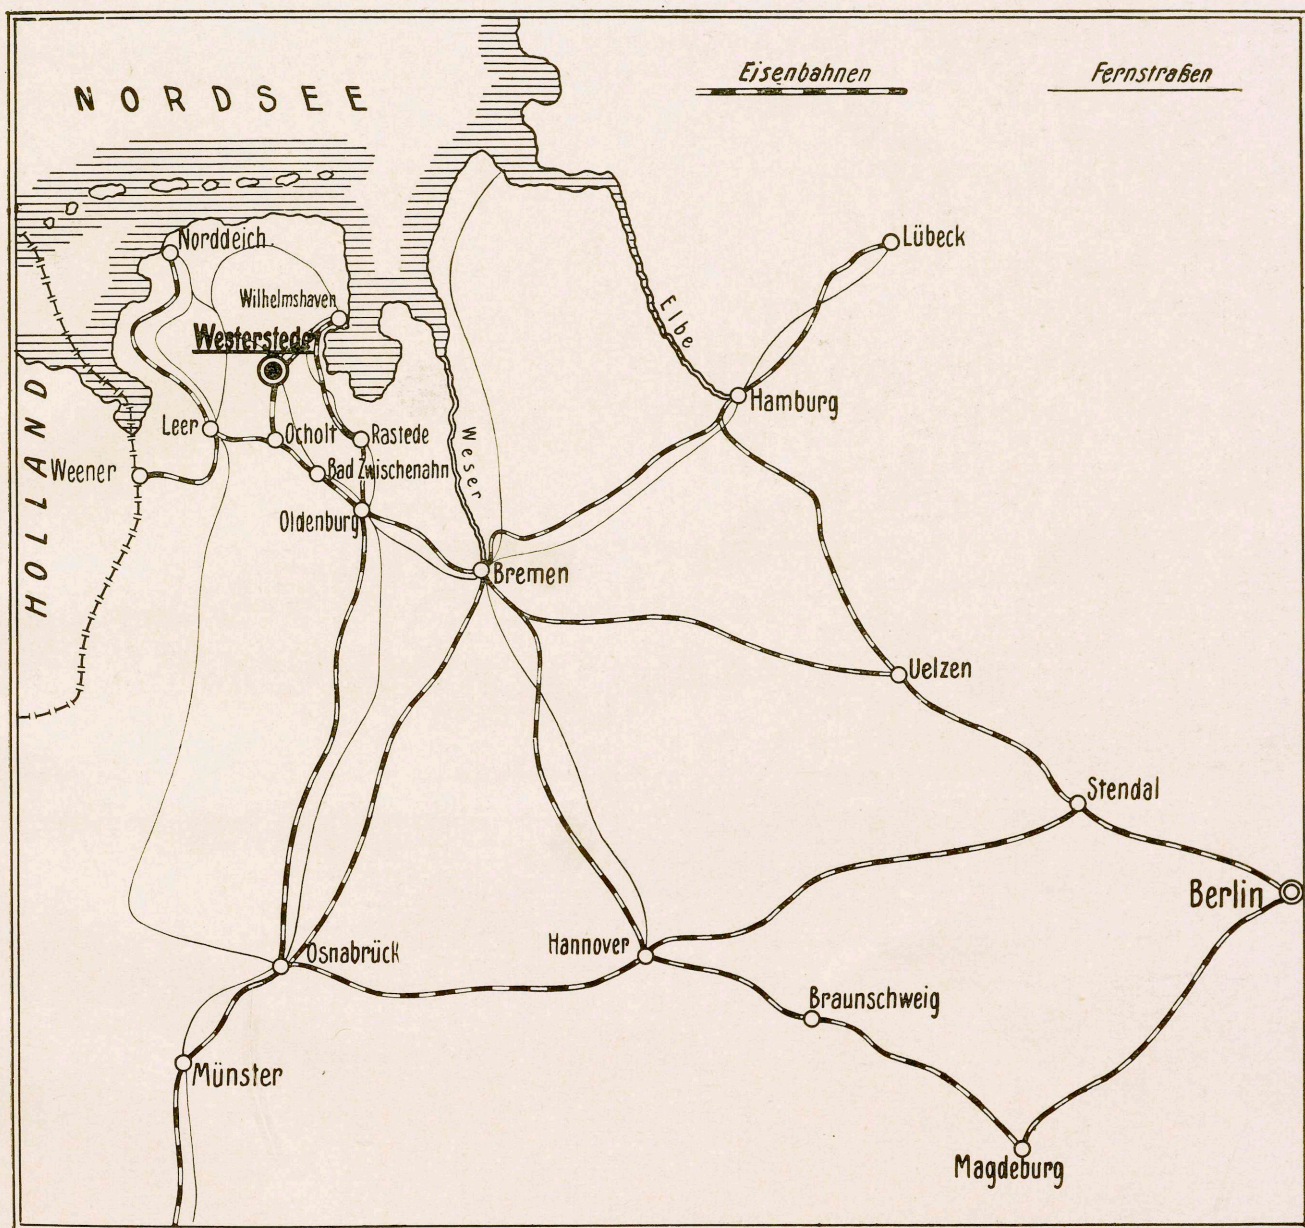 NORDSEE
Eisenbahnen
Fernstraßen
Norddeich
Lübeck
Wilhelmshaven
Elbe
Westerstede
HOLLAND
Hamburg
Leer
Ocholt
Rastede
Weser
Weener
Bad Zwischenahn
Oldenburg
Bremen
Uelzen
Stendal
Berlin
Osnabrück
Hannover
Braunschweig
Münster
Magdeburg